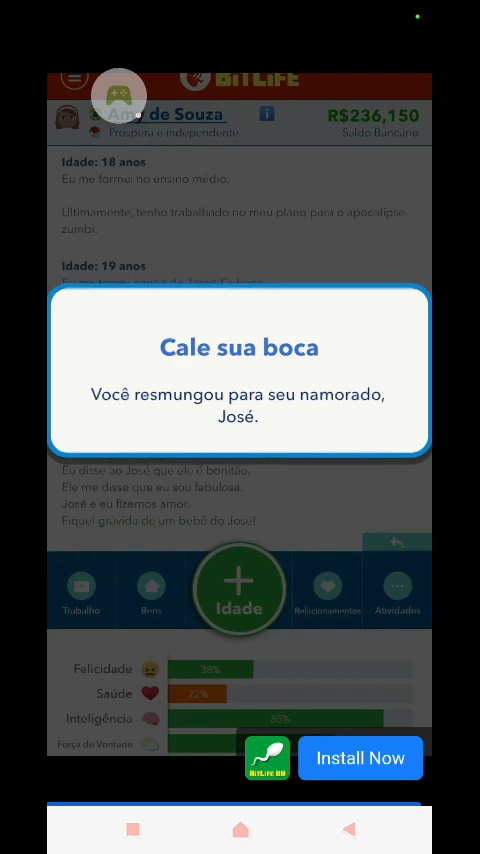 BITLIFE
Amy de Souza
R$236,150
Próspera e independente
Saldo Bancário
Idade: 18 anos
Eu me formei no ensino médio.
Ultimamente, tenho trabalhado no meu plano para o apocalipse
zumbi.
Idade: 19 anos
Cale sua boca
Você resmungou para seu namorado,
José.
Eu disse ao José que ele é bonitão.
Ele me disse que eu sou fabulosa.
José e eu fizemos amor.
Fiquei grávida de um bebê do José!
Trabalho
Bens
Idade
Relacionamentos
Atividades
Felicidade
38%
Saúde
22%
Inteligência
85%
Força de Vontade
BITLIFE BR
Install Now